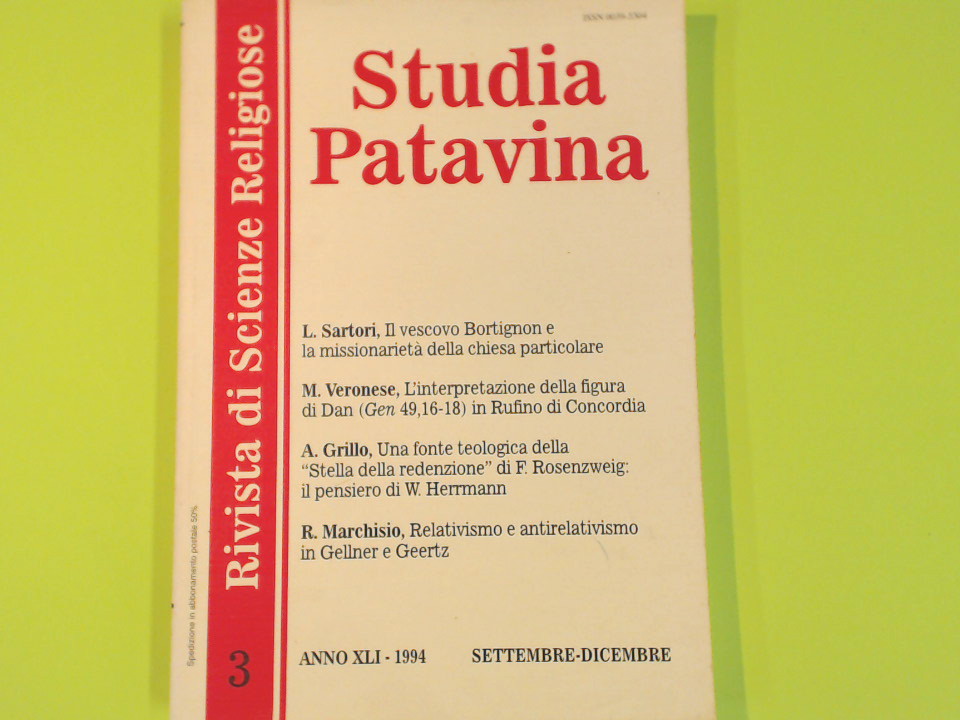 Studia
Patavina
Rivista di Scienze Religiose
L. Sartori, Il vescovo Bortignon e
la missionarietà della chiesa particolare
M. Veronese, L'interpretazione della figura
di Dan (Gen 49,16-18) in Rufino di Concordia
A. Grillo, Una fonte teologica della
“Stella della redenzione” di F. Rosenzweig:
il pensiero di W. Herrmann
R. Marchisio, Relativismo e antirelativismo
in Gellner e Geertz
Spedizione in abbonamento postale 50%
3
ANNO XLI - 1994 SETTEMBRE-DICEMBRE